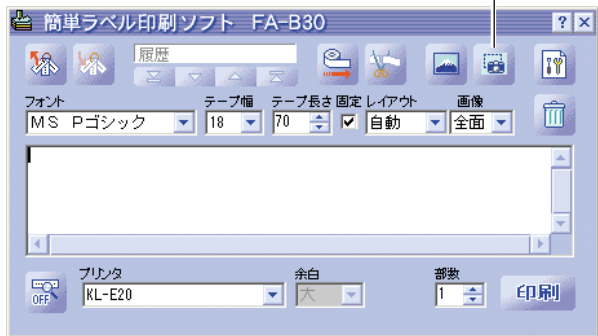 簡単ラベル印刷ソフト FA-B30
履歴
フォント テープ幅 テープ長さ 固定 レイアウト 画像
MS Pゴシック 18 70 自動 全面
プリンタ 余白 部数
OFF KL-E20 大 1 印刷